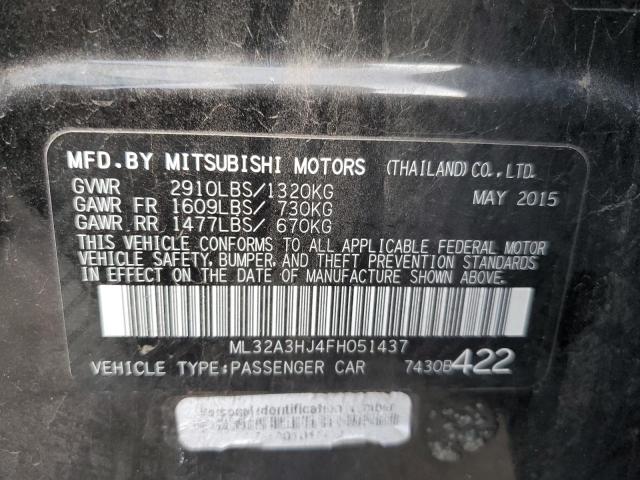 MFD.BY MITSUBISHI MOTORS (THAILAND)CO.,LTD.
GVWR 2910LBS/1320KG MAY 2015
GAWR FR 1609LBS/ 730KG
GAWR RR 1477LBS/ 670KG
THIS VEHICLE CONFORMS TO ALL APPLICABLE FEDERAL MOTOR
VEHICLE SAFETY, BUMPER, AND THEFT PREVENTION STANDARDS
IN EFFECT ON THE DATE OF MANUFACTURE SHOWN ABOVE.
ML32A3HJ4FH051437
VEHICLE TYPE:PASSENGER CAR 7430B422